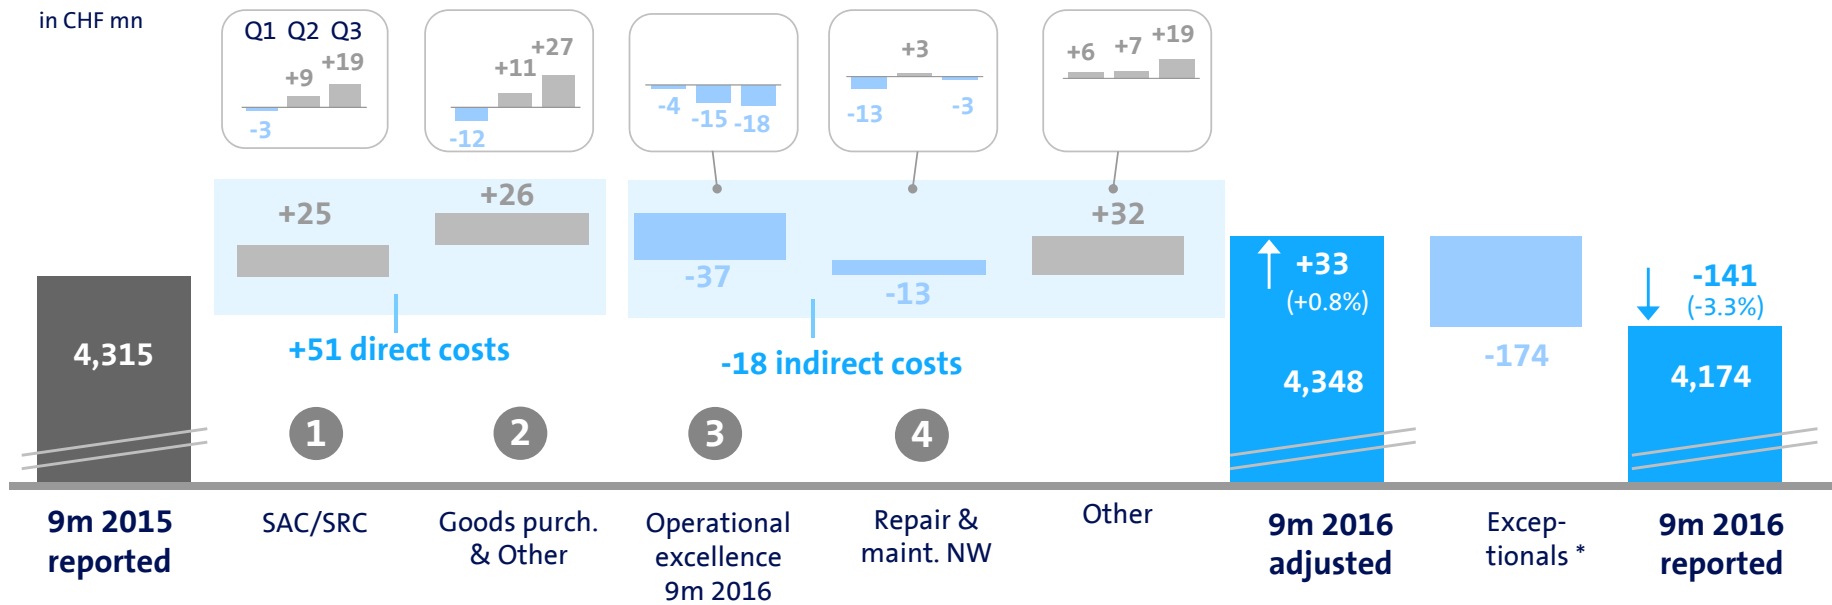 in CHF mn
Q1 Q2 Q3
-3
+9
+19
-12
+11
+27
-4
-15
-18
-13
+3
-3
+6
+7
+19
+25
+26
-37
-13
+32
+51 direct costs
-18 indirect costs
4,315
+33
(+0.8%)
4,348
-174
-141
(-3.3%)
4,174
1
2
3
4
9m 2015
reported
SAC/SRC
Goods purch.
& Other
Operational
excellence
9m 2016
Repair &
maint. NW
Other
9m 2016
adjusted
Excep-
tionals *
9m 2016
reported